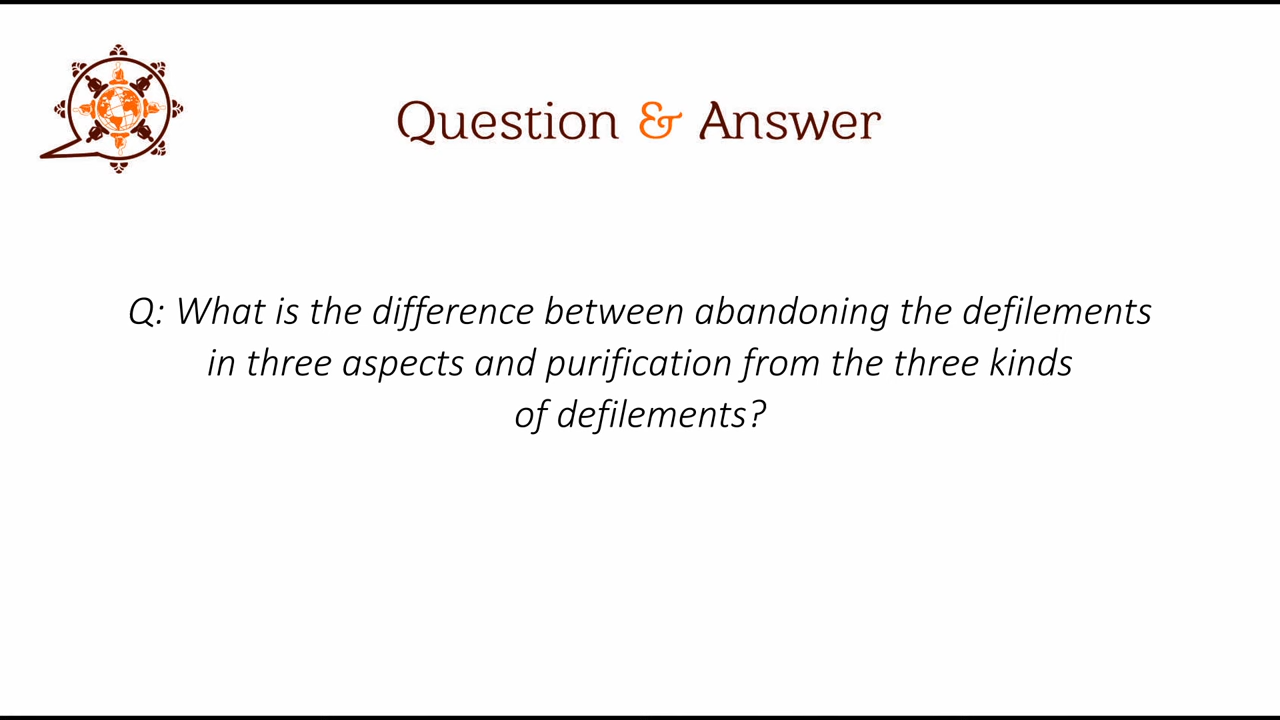 Question & Answer
Q: What is the difference between abandoning the defilements
in three aspects and purification from the three kinds
of defilements?